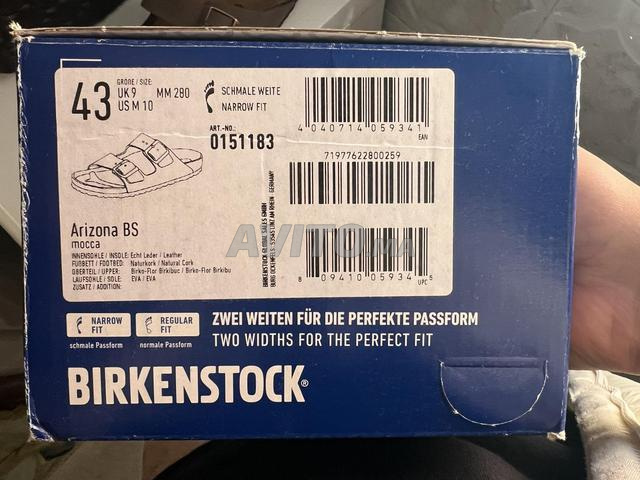 43
GRÖßE / SIZE:
UK 9 MM 280
US M 10
SCHMALE WEITE
NARROW FIT
ART.-NO.:
0151183
4 040714 059341
EAN
71977622800259
BIRKENSTOCK GLOBAL SALES GMBH
BURG OCKENFELS · 53545 LINZ AM RHEIN · GERMANY
8 09410 05934 5
UPC
Arizona BS
mocca
INNENSOHLE / INSOLE: Echt Leder / Leather
FUßBETT / FOOTBED: Naturkork / Natural Cork
OBERTEIL / UPPER: Birko-Flor Birkibuc / Birko-Flor Birkibu
LAUFSOHLE / SOLE: EVA / EVA
ZUSATZ / ADDITION:
AVITO.ma
NARROW FIT
schmale Passform
REGULAR FIT
normale Passform
ZWEI WEITEN FÜR DIE PERFEKTE PASSFORM
TWO WIDTHS FOR THE PERFECT FIT
BIRKENSTOCK®